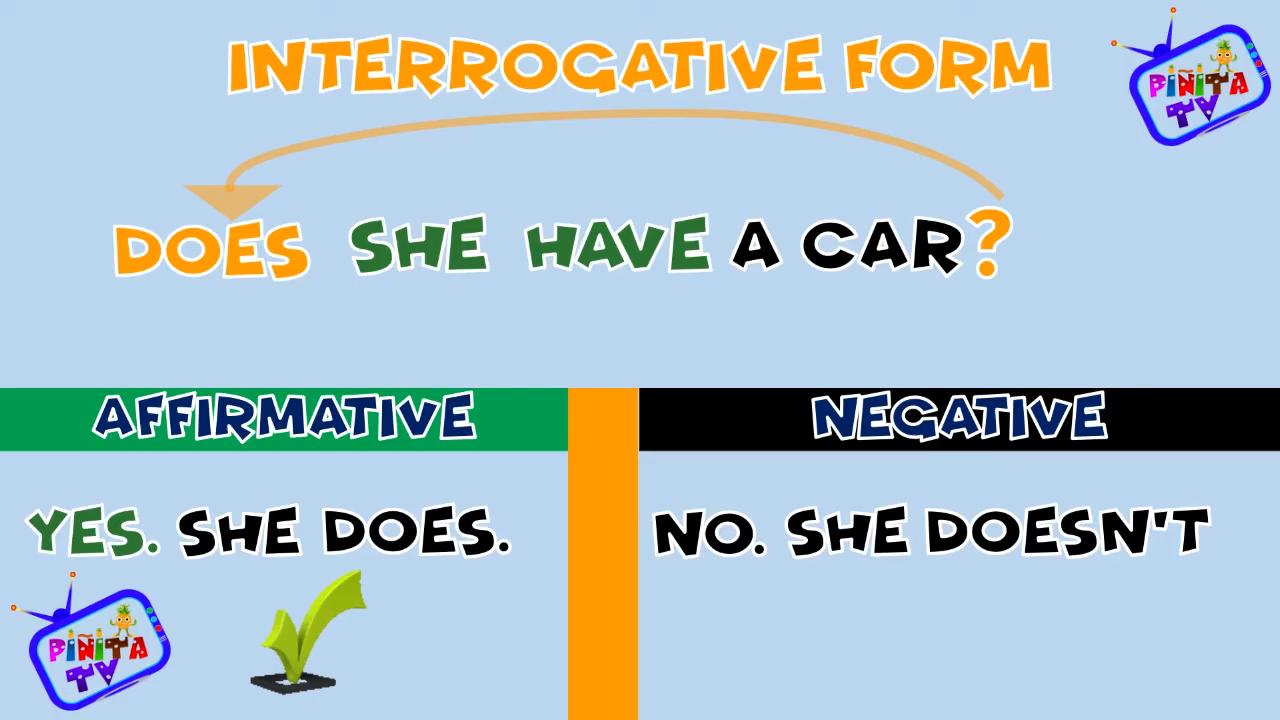 INTERROGATIVE FORM
PIÑITA
TV
DOES SHE HAVE A CAR?
AFFIRMATIVE
NEGATIVE
YES. SHE DOES.
NO. SHE DOESN'T
PIÑITA
TV